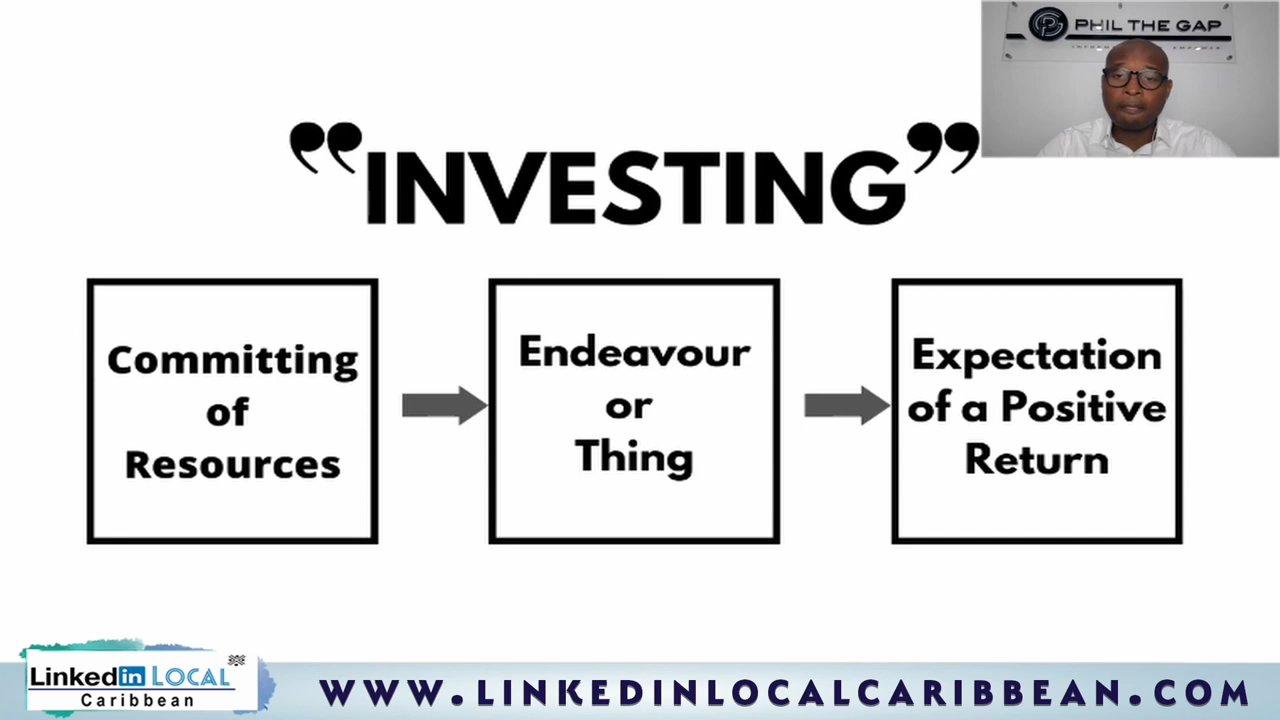 PHIL THE GAP
”INVESTING”
Committing
of
Resources
Endeavour
or
Thing
Expectation
of a Positive
Return
Linkedin LOCAL
Caribbean
WWW.LINKEDINLOCALCARIBBEAN.COM